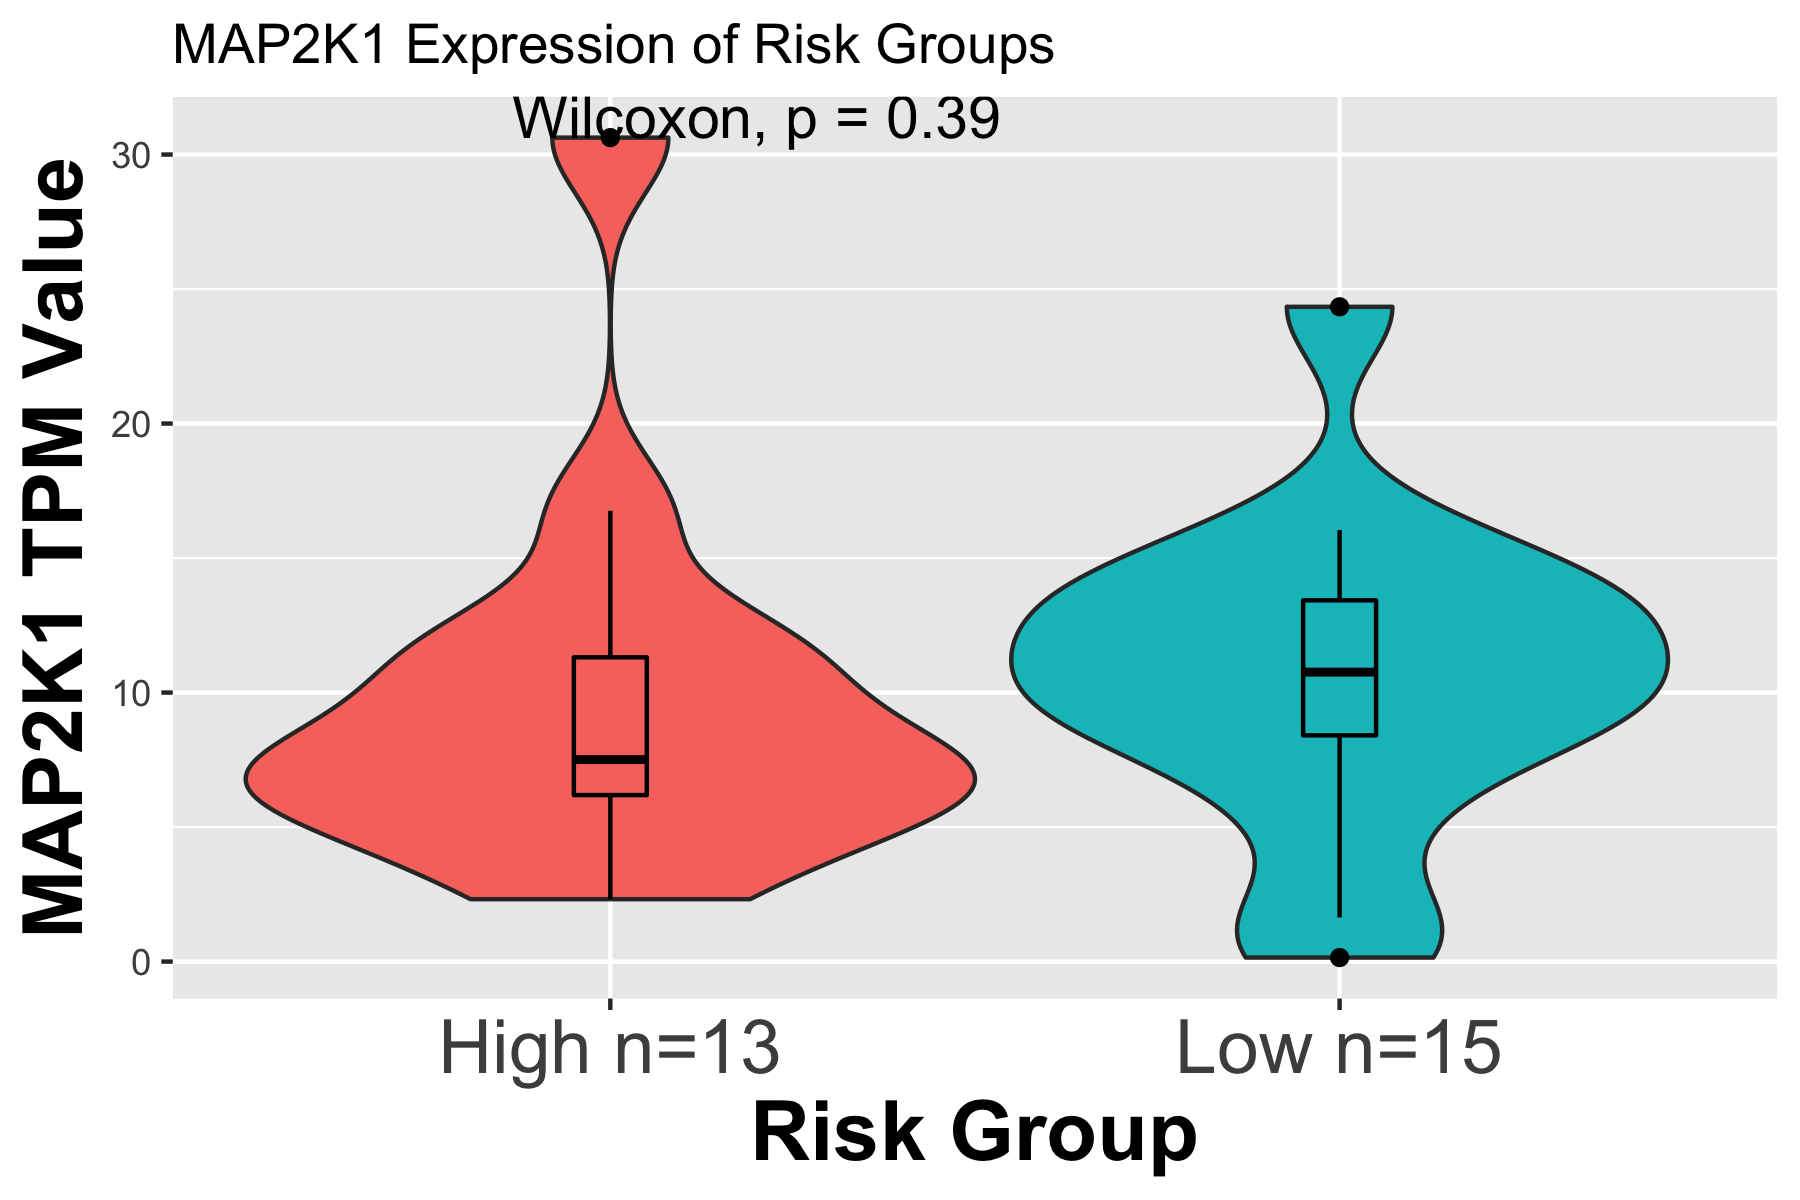 MAP2K1 Expression of Risk Groups
Wilcoxon, p = 0.39
MAP2K1 TPM Value
30
20
10
0
High n=13
Low n=15
Risk Group